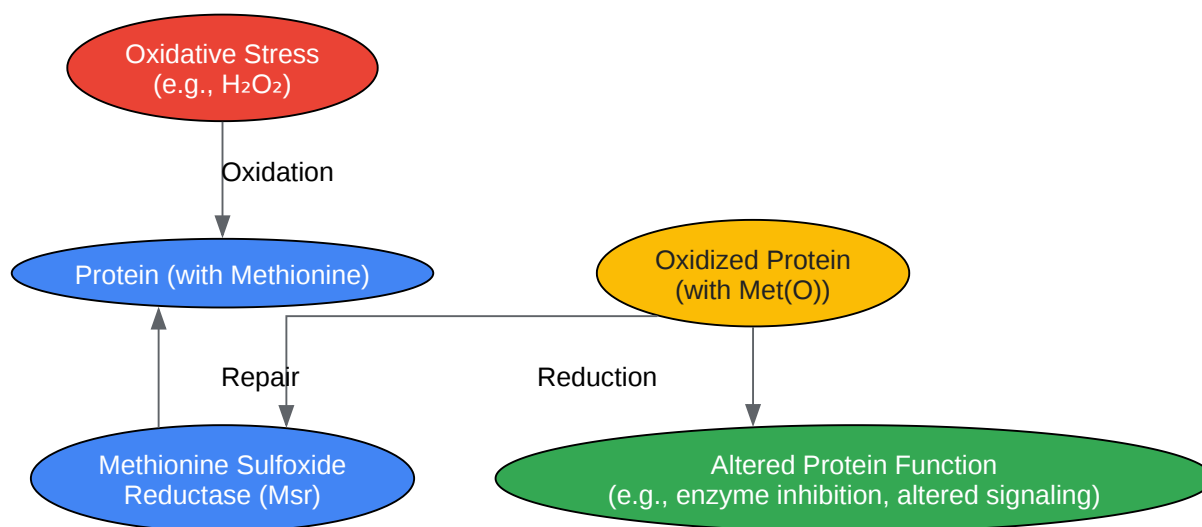 Oxidative Stress
(e.g., H₂O₂)
Oxidation
Protein (with Methionine)
Oxidized Protein
(with Met(O))
Repair
Reduction
Methionine Sulfoxide
Reductase (Msr)
Altered Protein Function
(e.g., enzyme inhibition, altered signaling)